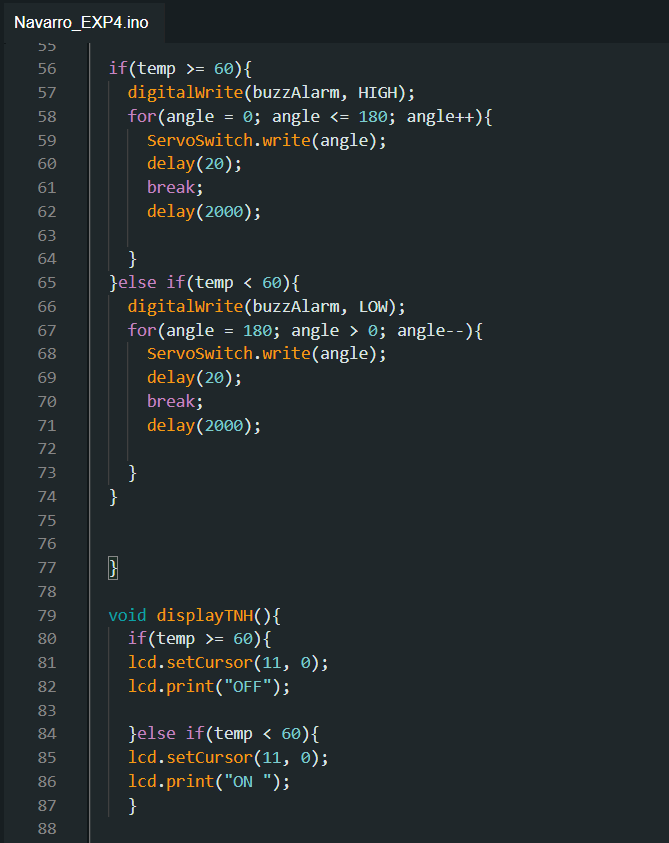 Navarro_EXP4.ino
55
56 if(temp >= 60){
57 digitalWrite(buzzAlarm, HIGH);
58 for(angle = 0; angle <= 180; angle++){
59 ServoSwitch.write(angle);
60 delay(20);
61 break;
62 delay(2000);
63
64 }
65 }else if(temp < 60){
66 digitalWrite(buzzAlarm, LOW);
67 for(angle = 180; angle > 0; angle--){
68 ServoSwitch.write(angle);
69 delay(20);
70 break;
71 delay(2000);
72
73 }
74 }
75
76
77 }
78
79 void displayTNH(){
80 if(temp >= 60){
81 lcd.setCursor(11, 0);
82 lcd.print("OFF");
83
84 }else if(temp < 60){
85 lcd.setCursor(11, 0);
86 lcd.print("ON ");
87 }
88